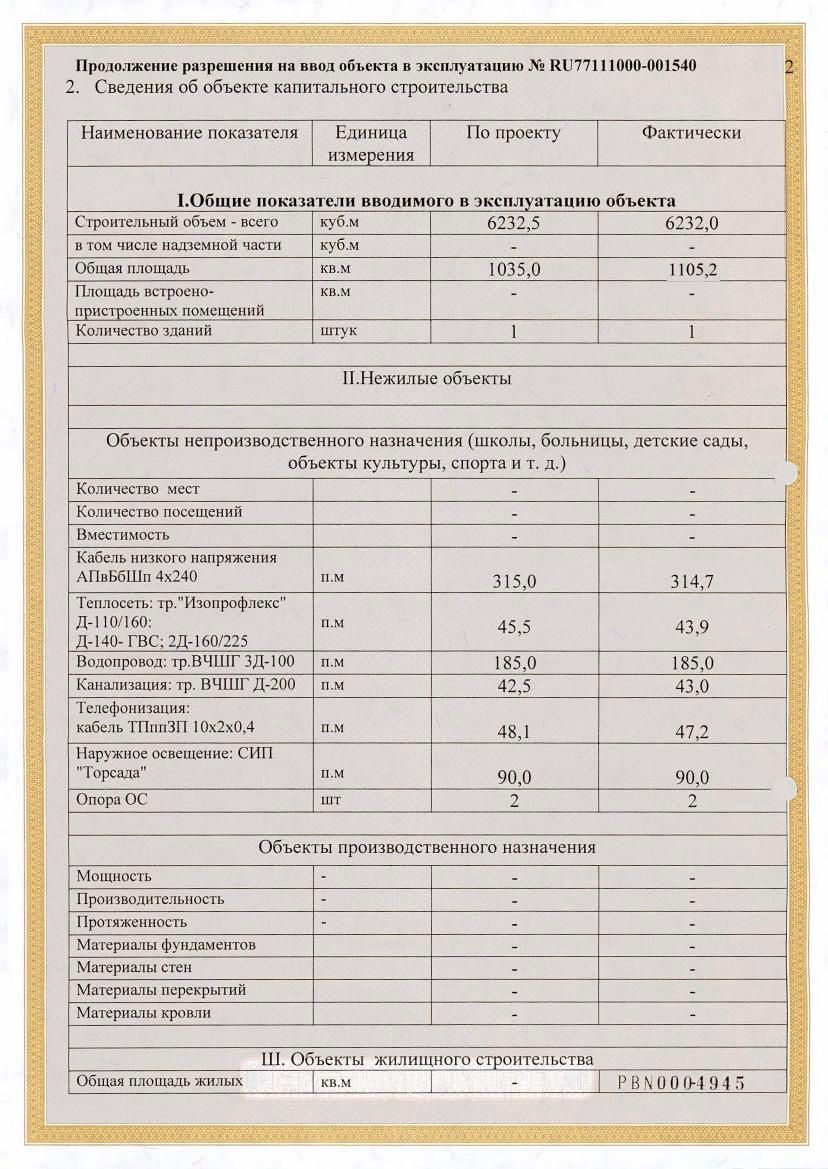 Продолжение разрешения на ввод объекта в эксплуатацию № RU77111000-001540
2
2. Сведения об объекте капитального строительства
Наименование показателя Единица измерения По проекту Фактически
I.Общие показатели вводимого в эксплуатацию объекта
Строительный объем - всего куб.м 6232,5 6232,0
в том числе надземной части куб.м - -
Общая площадь кв.м 1035,0 1105,2
Площадь встроено- кв.м - -
пристроенных помещений
Количество зданий штук 1 1
II.Нежилые объекты
Объекты непроизводственного назначения (школы, больницы, детские сады,
объекты культуры, спорта и т. д.)
Количество мест - -
Количество посещений - -
Вместимость - -
Кабель низкого напряжения
АПвБбШп 4х240 п.м 315,0 314,7
Теплосеть: тр."Изопрофлекс"
Д-110/160: п.м 45,5 43,9
Д-140- ГВС; 2Д-160/225
Водопровод: тр.ВЧШГ 3Д-100 п.м 185,0 185,0
Канализация: тр. ВЧШГ Д-200 п.м 42,5 43,0
Телефонизация:
кабель ТПппЗП 10х2х0,4 п.м 48,1 47,2
Наружное освещение: СИП
"Торсада" п.м 90,0 90,0
Опора ОС шт 2 2
Объекты производственного назначения
Мощность - - -
Производительность - - -
Протяженность - - -
Материалы фундаментов - -
Материалы стен - -
Материалы перекрытий - -
Материалы кровли - -
Ш. Объекты жилищного строительства
Общая площадь жилых кв.м - PBN0004945